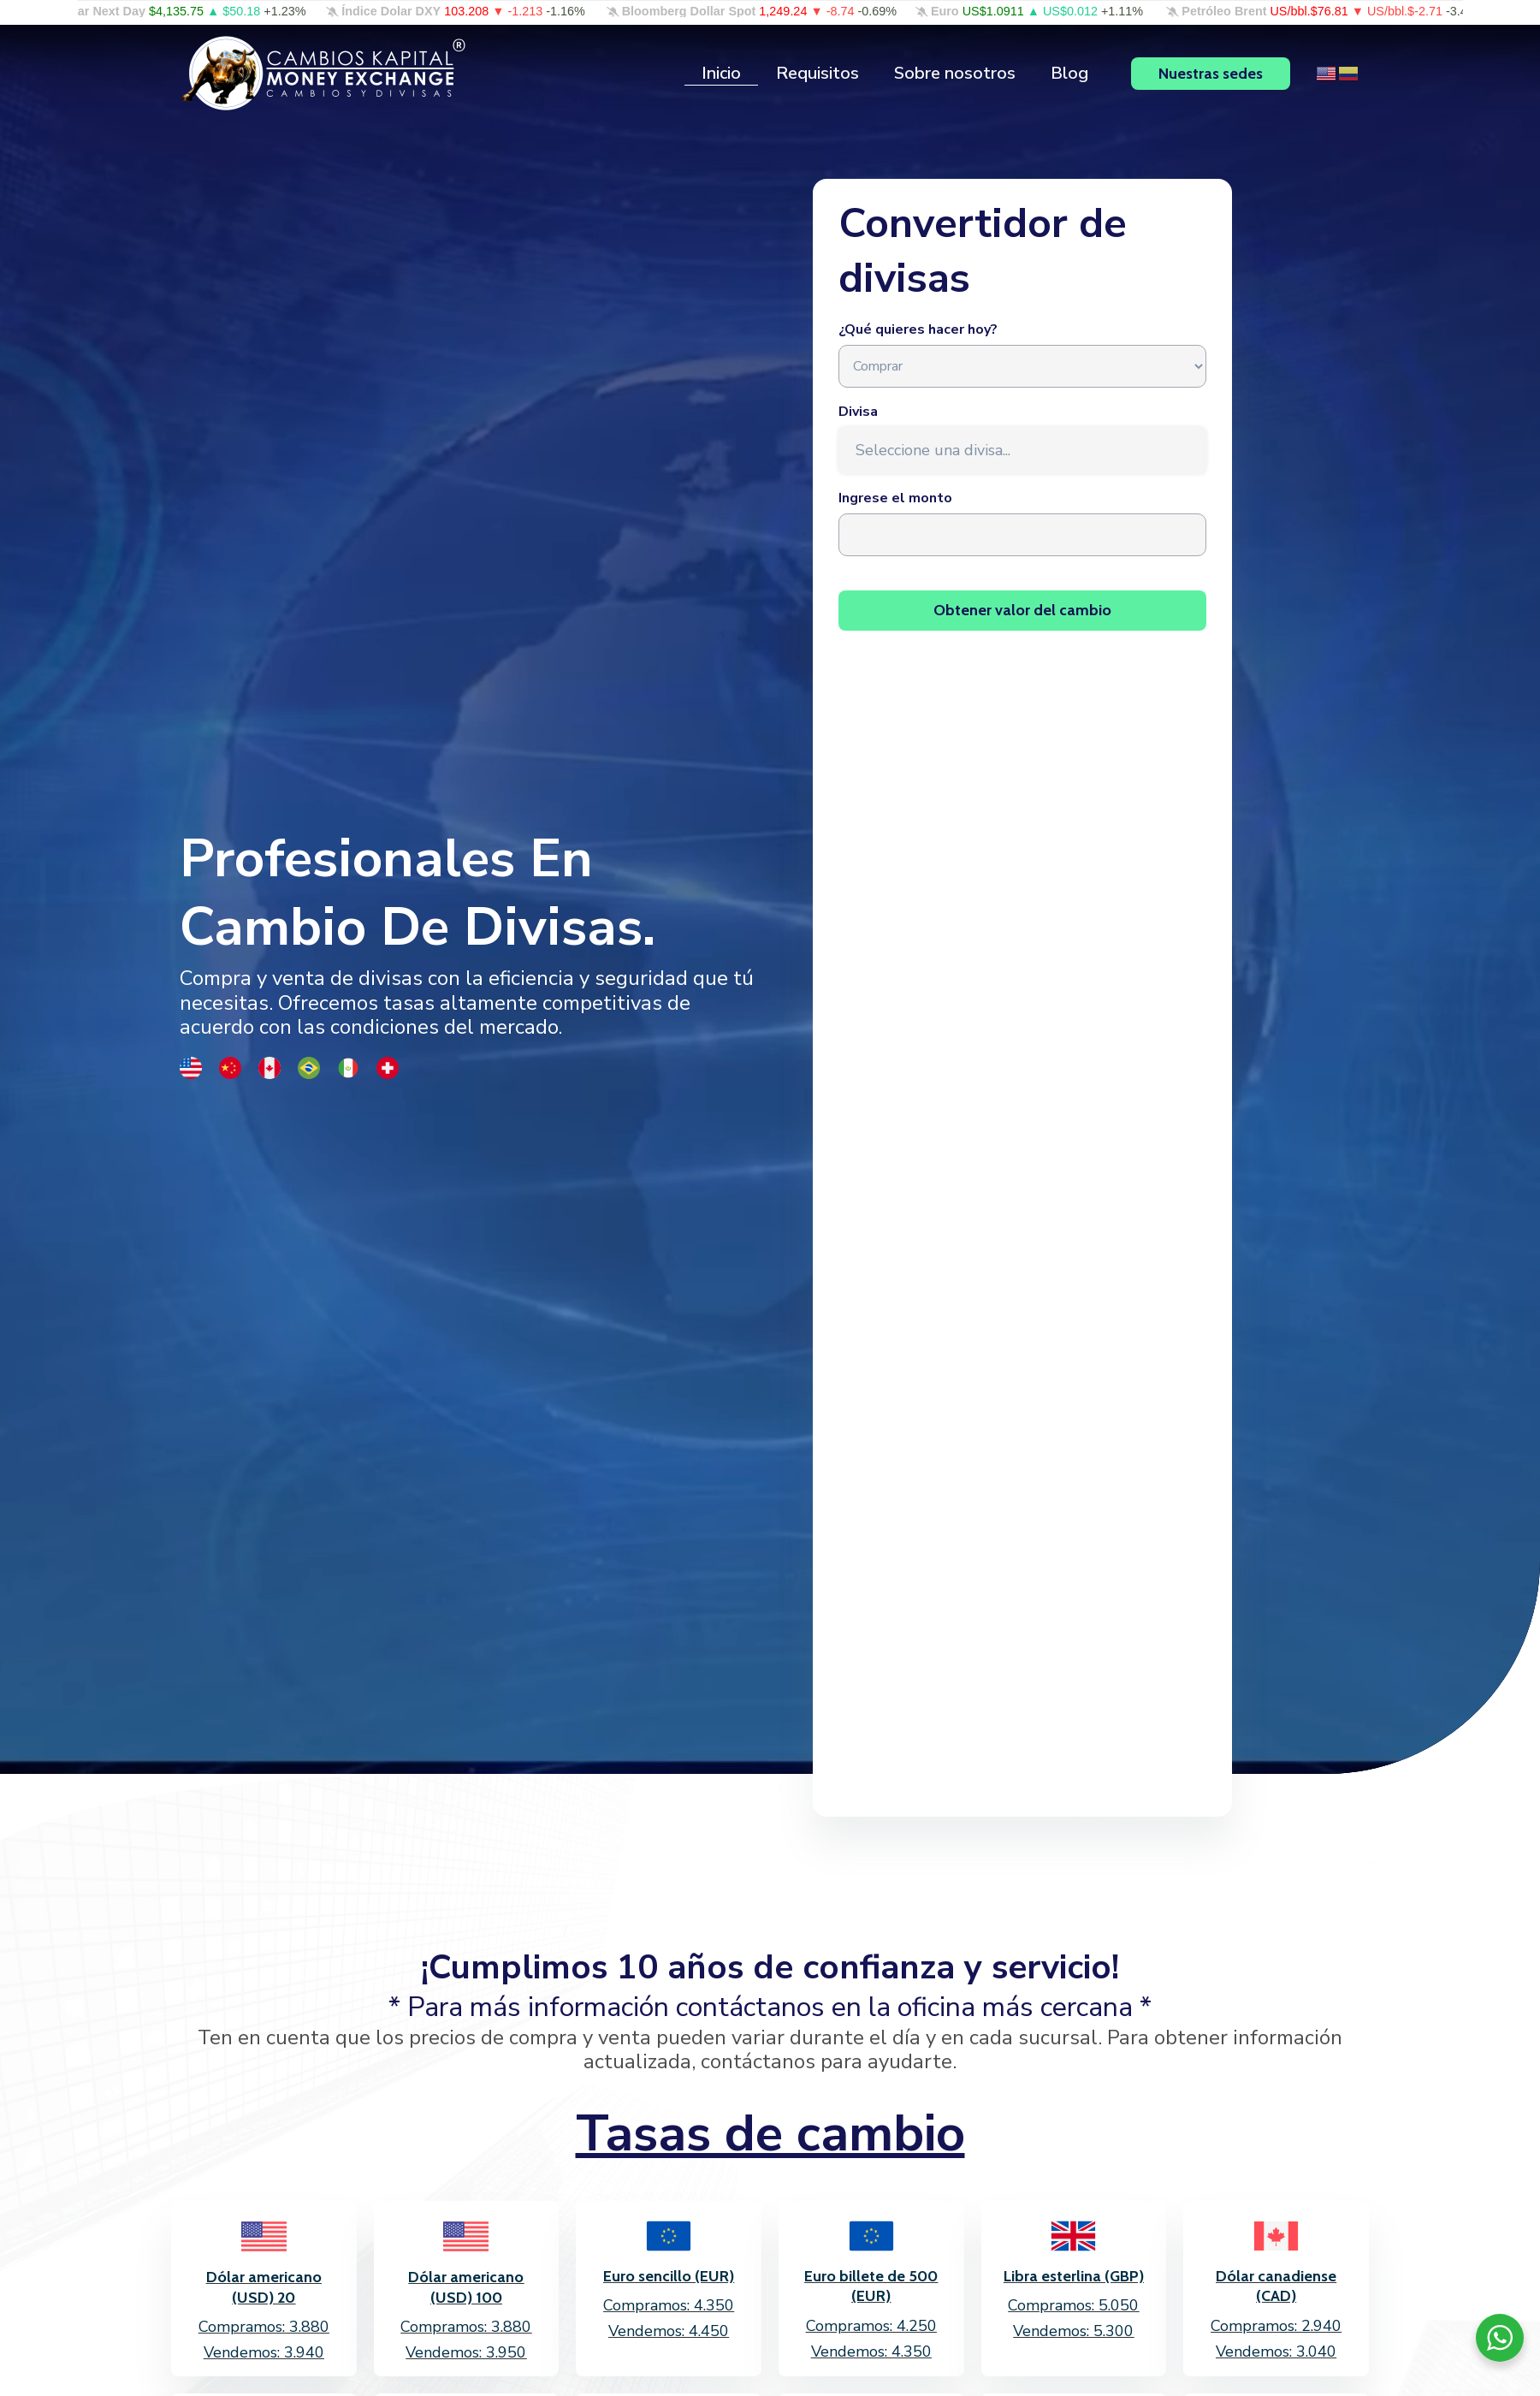 ar Next Day $4,135.75 ▲ $50.18 +1.23% Índice Dolar DXY 103.208 ▼ -1.213 -1.16% Bloomberg Dollar Spot 1,249.24 ▼ -8.74 -0.69% Euro US$1.0911 ▲ US$0.012 +1.11% Petróleo Brent US/bbl.$76.81 ▼ US/bbl.$-2.71
CAMBIOS KAPITAL®
MONEY EXCHANGE
CAMBIOS Y DIVISAS
Inicio Requisitos Sobre nosotros Blog Nuestras sedes
Convertidor de
divisas
¿Qué quieres hacer hoy?
Comprar
Divisa
Seleccione una divisa...
Ingrese el monto
Obtener valor del cambio
Profesionales En
Cambio De Divisas.
Compra y venta de divisas con la eficiencia y seguridad que tú
necesitas. Ofrecemos tasas altamente competitivas de
acuerdo con las condiciones del mercado.
¡Cumplimos 10 años de confianza y servicio!
* Para más información contáctanos en la oficina más cercana *
Ten en cuenta que los precios de compra y venta pueden variar durante el día y en cada sucursal. Para obtener información
actualizada, contáctanos para ayudarte.
Tasas de cambio
Dólar americano
(USD) 20
Compramos: 3.880
Vendemos: 3.940
Dólar americano
(USD) 100
Compramos: 3.880
Vendemos: 3.950
Euro sencillo (EUR)
Compramos: 4.350
Vendemos: 4.450
Euro billete de 500
(EUR)
Compramos: 4.250
Vendemos: 4.350
Libra esterlina (GBP)
Compramos: 5.050
Vendemos: 5.300
Dólar canadiense
(CAD)
Compramos: 2.940
Vendemos: 3.040